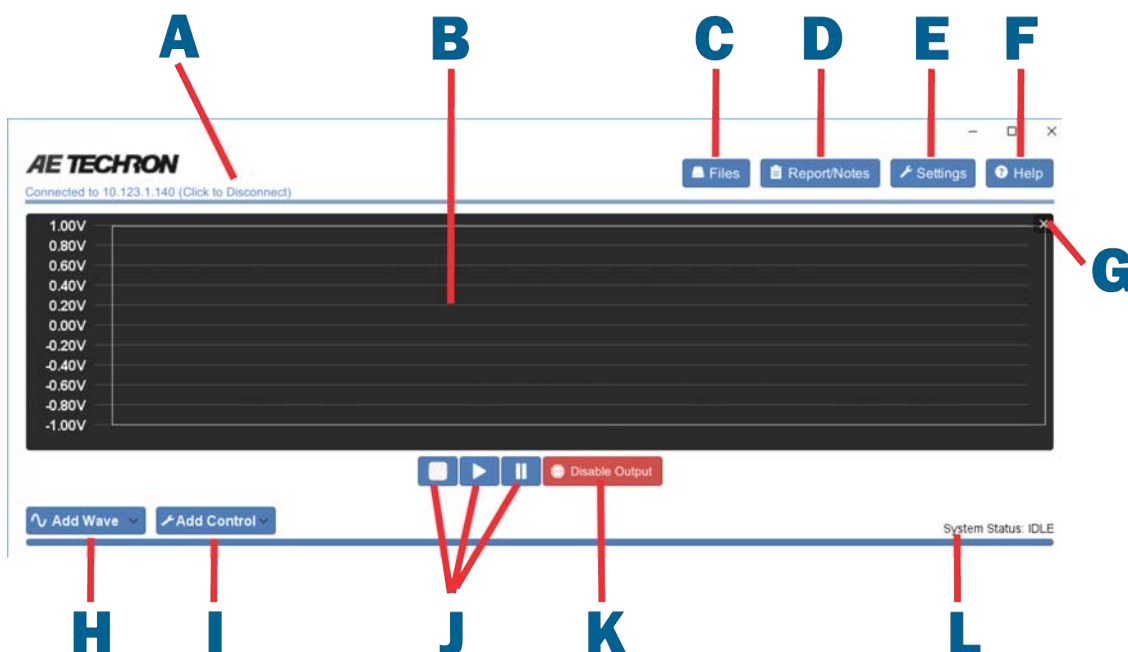 A B C D E F
AE TECHRON
Connected to 10.123.1.140 (Click to Disconnect)
Files Report/Notes Settings Help
G
1.00V
0.80V
0.60V
0.40V
0.20V
0.00V
-0.20V
-0.40V
-0.60V
-0.80V
-1.00V
Disable Output
Add Wave Add Control
System Status: IDLE
H I J K L